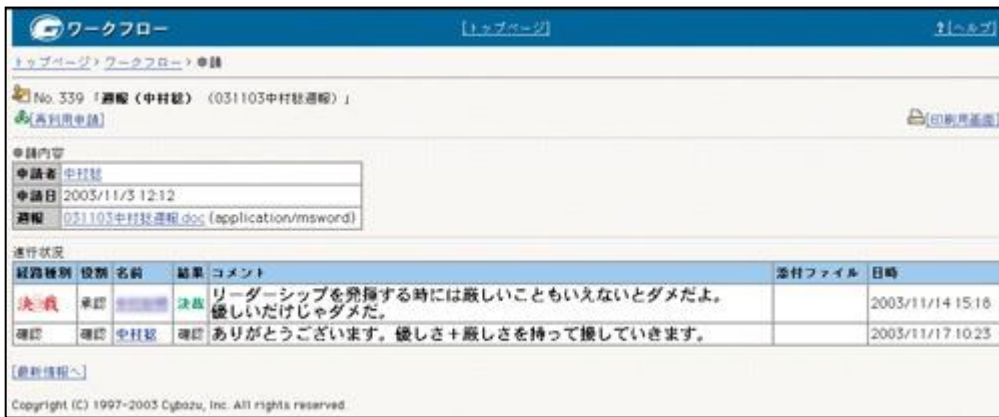 ワークフロー [トップページ] ?[ヘルプ]
トップページ > ワークフロー > 申請
No. 339 「週報(中村聡) (031103中村聡週報)」
[再利用申請] [印刷用画面]
申請内容
申請者 中村聡
申請日 2003/11/3 12:12
週報 031103中村聡週報.doc (application/msword)
進行状況
経路種別 役割 名前 結果 コメント 添付ファイル 日時
決裁 承認 決裁 リーダーシップを発揮する時には厳しいこともいえないとダメだよ。 2003/11/14 15:18
優しいだけじゃダメだ。
確認 確認 中村聡 確認 ありがとうございます。優しさ+厳しさを持って接していきます。 2003/11/17 10:23
[最新情報へ]
Copyright (C) 1997-2003 Cybozu, Inc. All rights reserved.